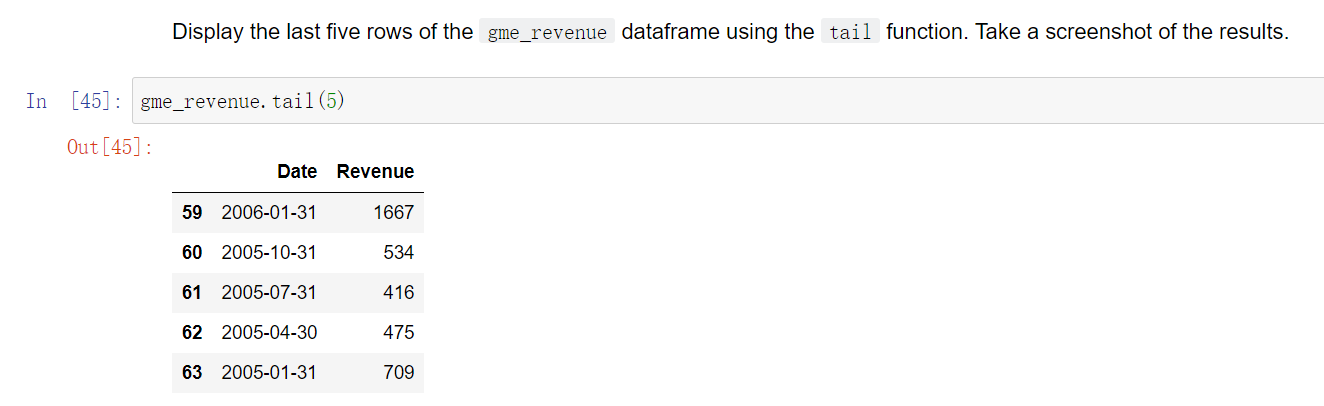 Display the last five rows of the gme_revenue dataframe using the tail function. Take a screenshot of the results.
In [45]: gme_revenue.tail(5)
Out[45]:
Date Revenue
59 2006-01-31 1667
60 2005-10-31 534
61 2005-07-31 416
62 2005-04-30 475
63 2005-01-31 709